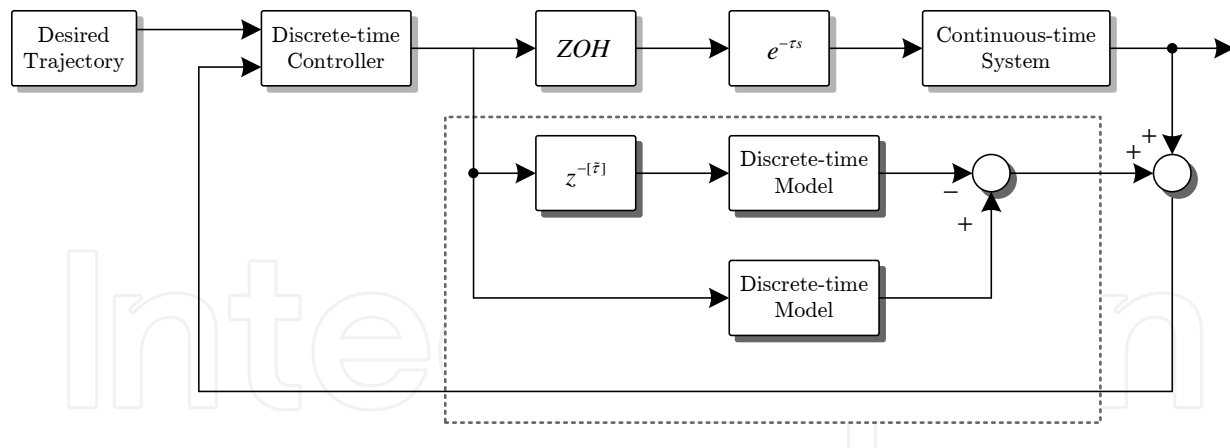 Desired
Trajectory
Discrete-time
Controller
ZOH
e^{-τs}
Continuous-time
System
+
+
+
z^{-[τ̃]}
Discrete-time
Model
−
+
Discrete-time
Model